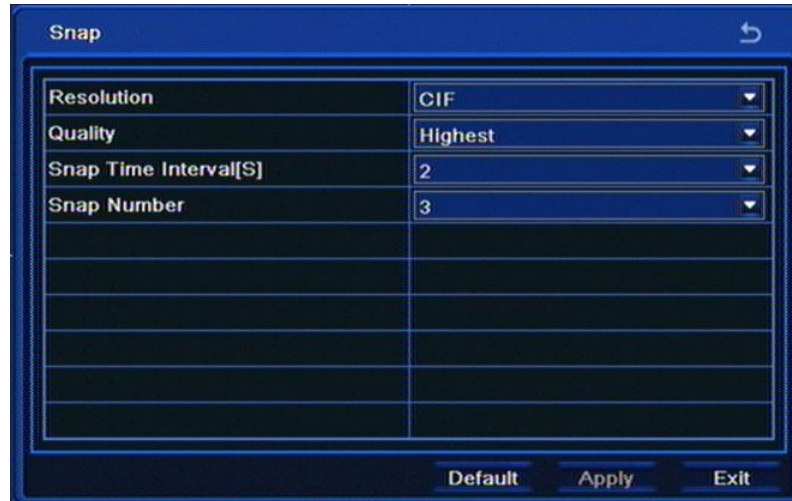 Snap
Resolution CIF
Quality Highest
Snap Time Interval[S] 2
Snap Number 3
Default Apply Exit